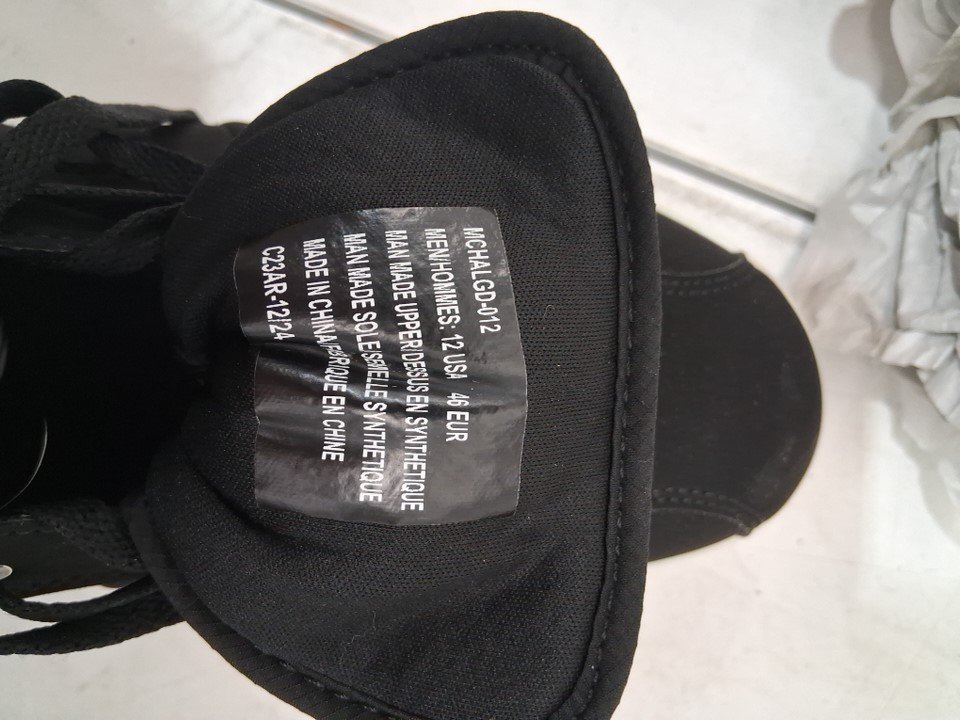 MCHALGD-012
MEN/HOMMES: 12 USA 46 EUR
MAN MADE UPPER/DESSUS EN SYNTHETIQUE
MAN MADE SOLE/SEMELLE SYNTHETIQUE
MADE IN CHINA/FABRIQUE EN CHINE
C23AR-12/24